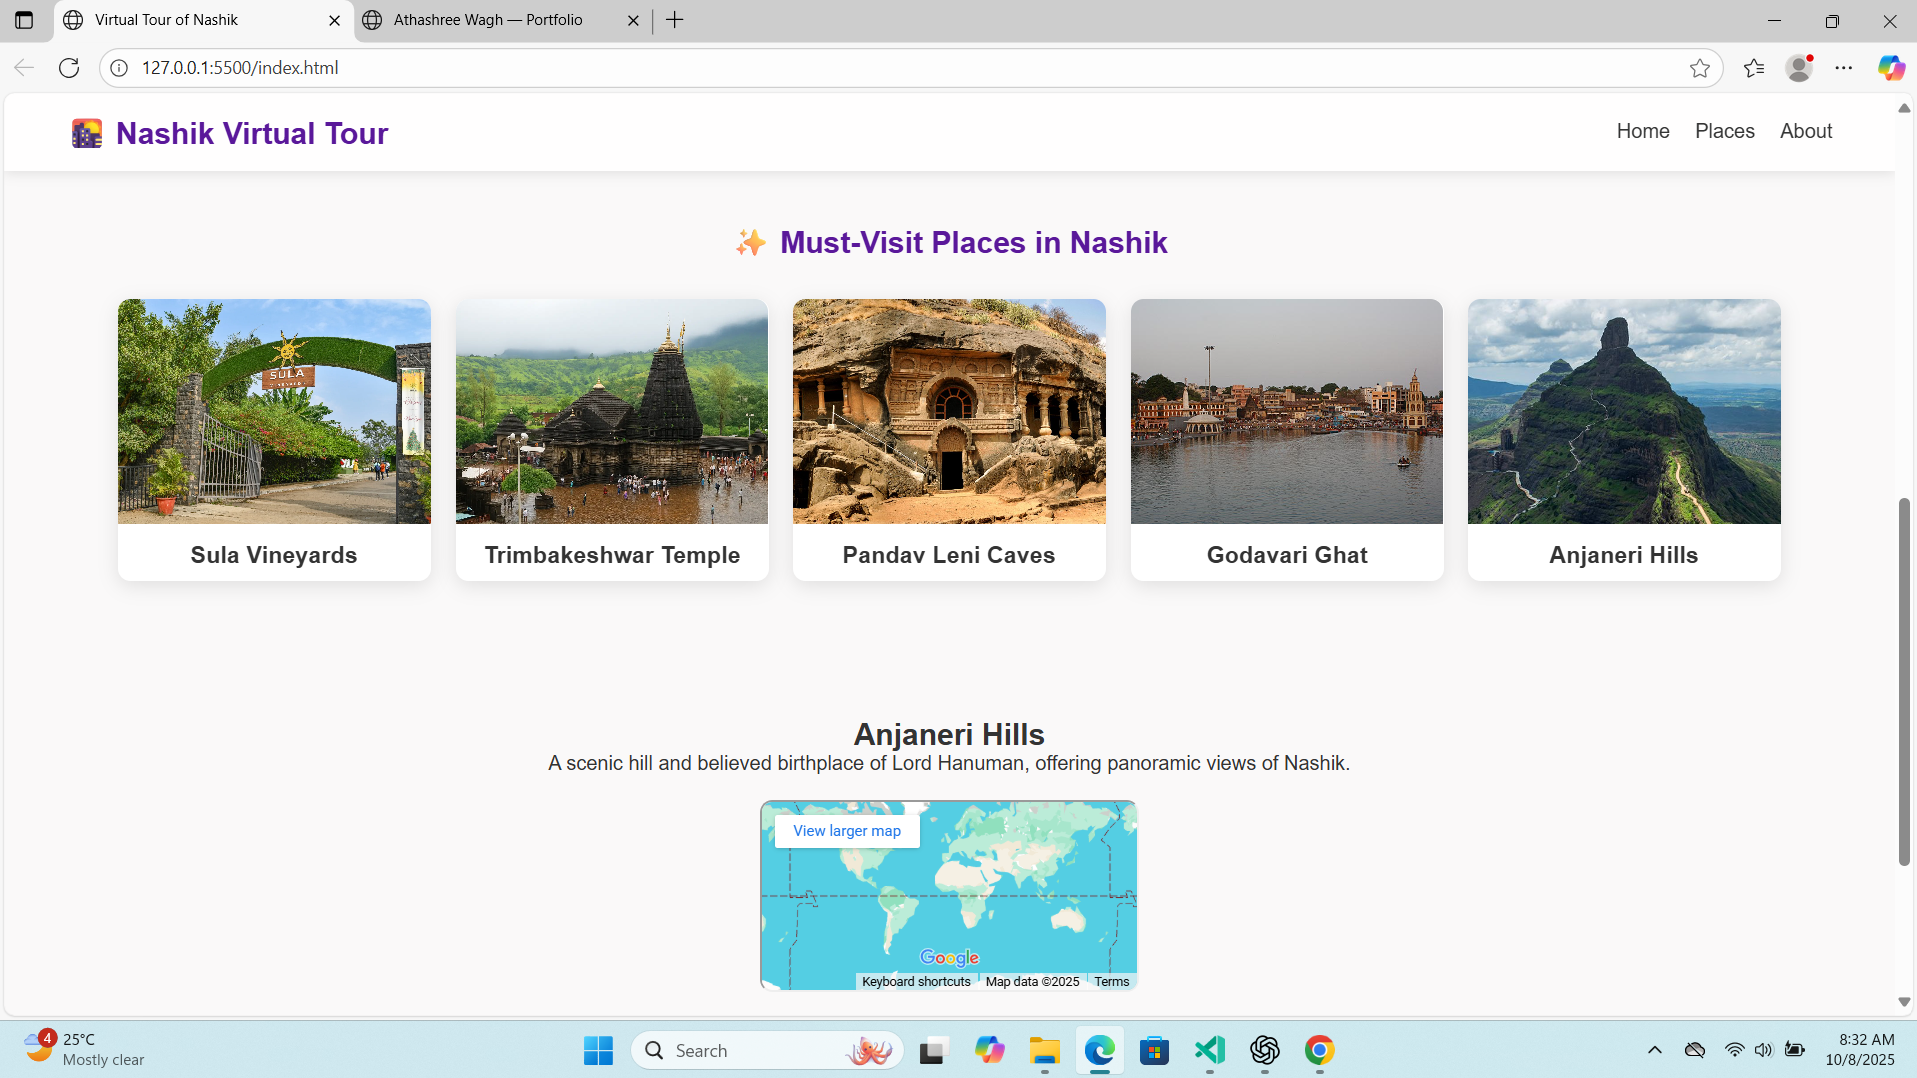 Virtual Tour of Nashik
Athashree Wagh — Portfolio
127.0.0.1:5500/index.html
Nashik Virtual Tour
Home Places About
✨ Must-Visit Places in Nashik
SULA
Sula Vineyards
Trimbakeshwar Temple
Pandav Leni Caves
Godavari Ghat
Anjaneri Hills
Anjaneri Hills
A scenic hill and believed birthplace of Lord Hanuman, offering panoramic views of Nashik.
View larger map
Google
Keyboard shortcuts Map data ©2025 Terms
4
25°C
Mostly clear
Search
8:32 AM
10/8/2025